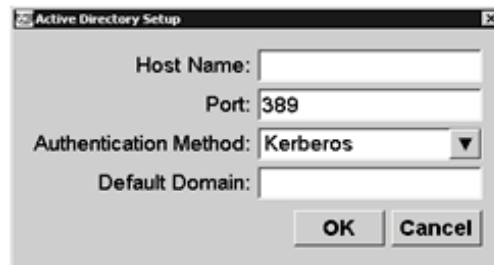 Active Directory Setup
Host Name:
Port: 389
Authentication Method: Kerberos
Default Domain:
OK Cancel